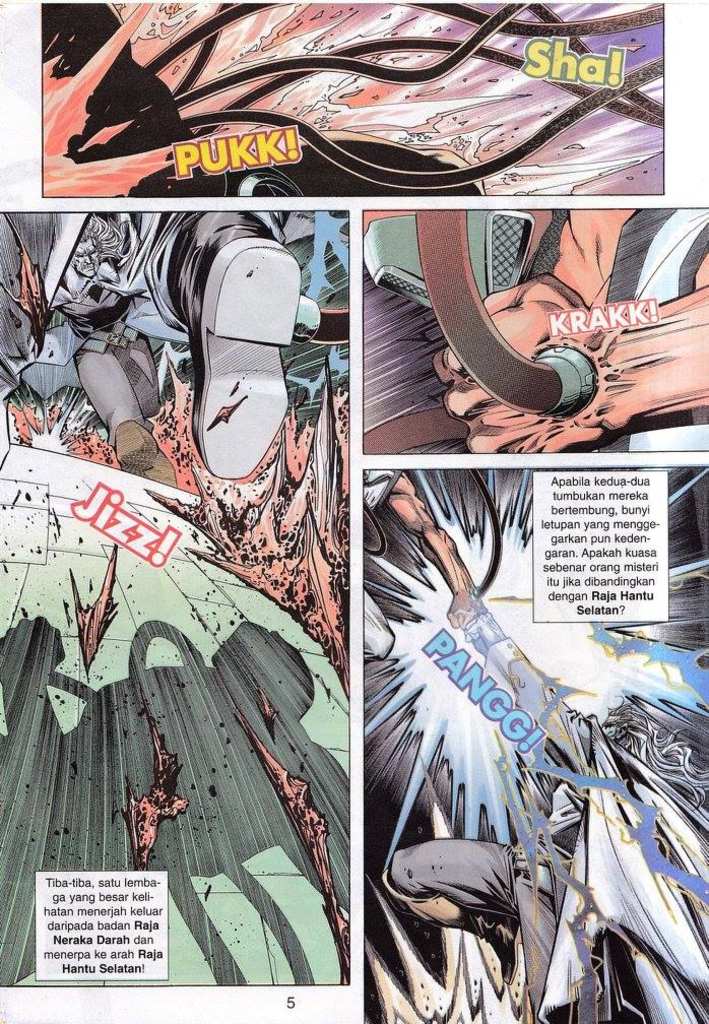 Sha!
PUKK!
Jizz!
Tiba-tiba, satu lemba-
ga yang besar keli-
hatan menerjah keluar
daripada badan Raja
Neraka Darah dan
menerpa ke arah Raja
Hantu Selatan!
KRAKK!
Apabila kedua-dua
tumbukan mereka
bertembung, bunyi
letupan yang mengge-
garkan pun keden-
garan. Apakah kuasa
sebenar orang misteri
itu jika dibandingkan
dengan Raja Hantu
Selatan?
PANGG!
5